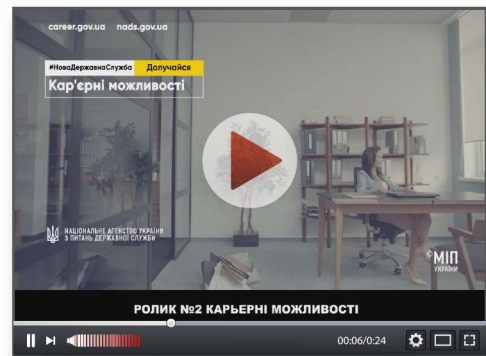 career.gov.ua nads.gov.ua
#НоваДержавнаСлужба Долучайся
Кар'єрні можливості
НАЦІОНАЛЬНЕ АГЕНТСТВО УКРАЇНИ
З ПИТАНЬ ДЕРЖАВНОЇ СЛУЖБИ
©МІП
УКРАЇНИ
РОЛИК №2 КАРЬЕРНІ МОЖЛИВОСТІ
00:06/0:24